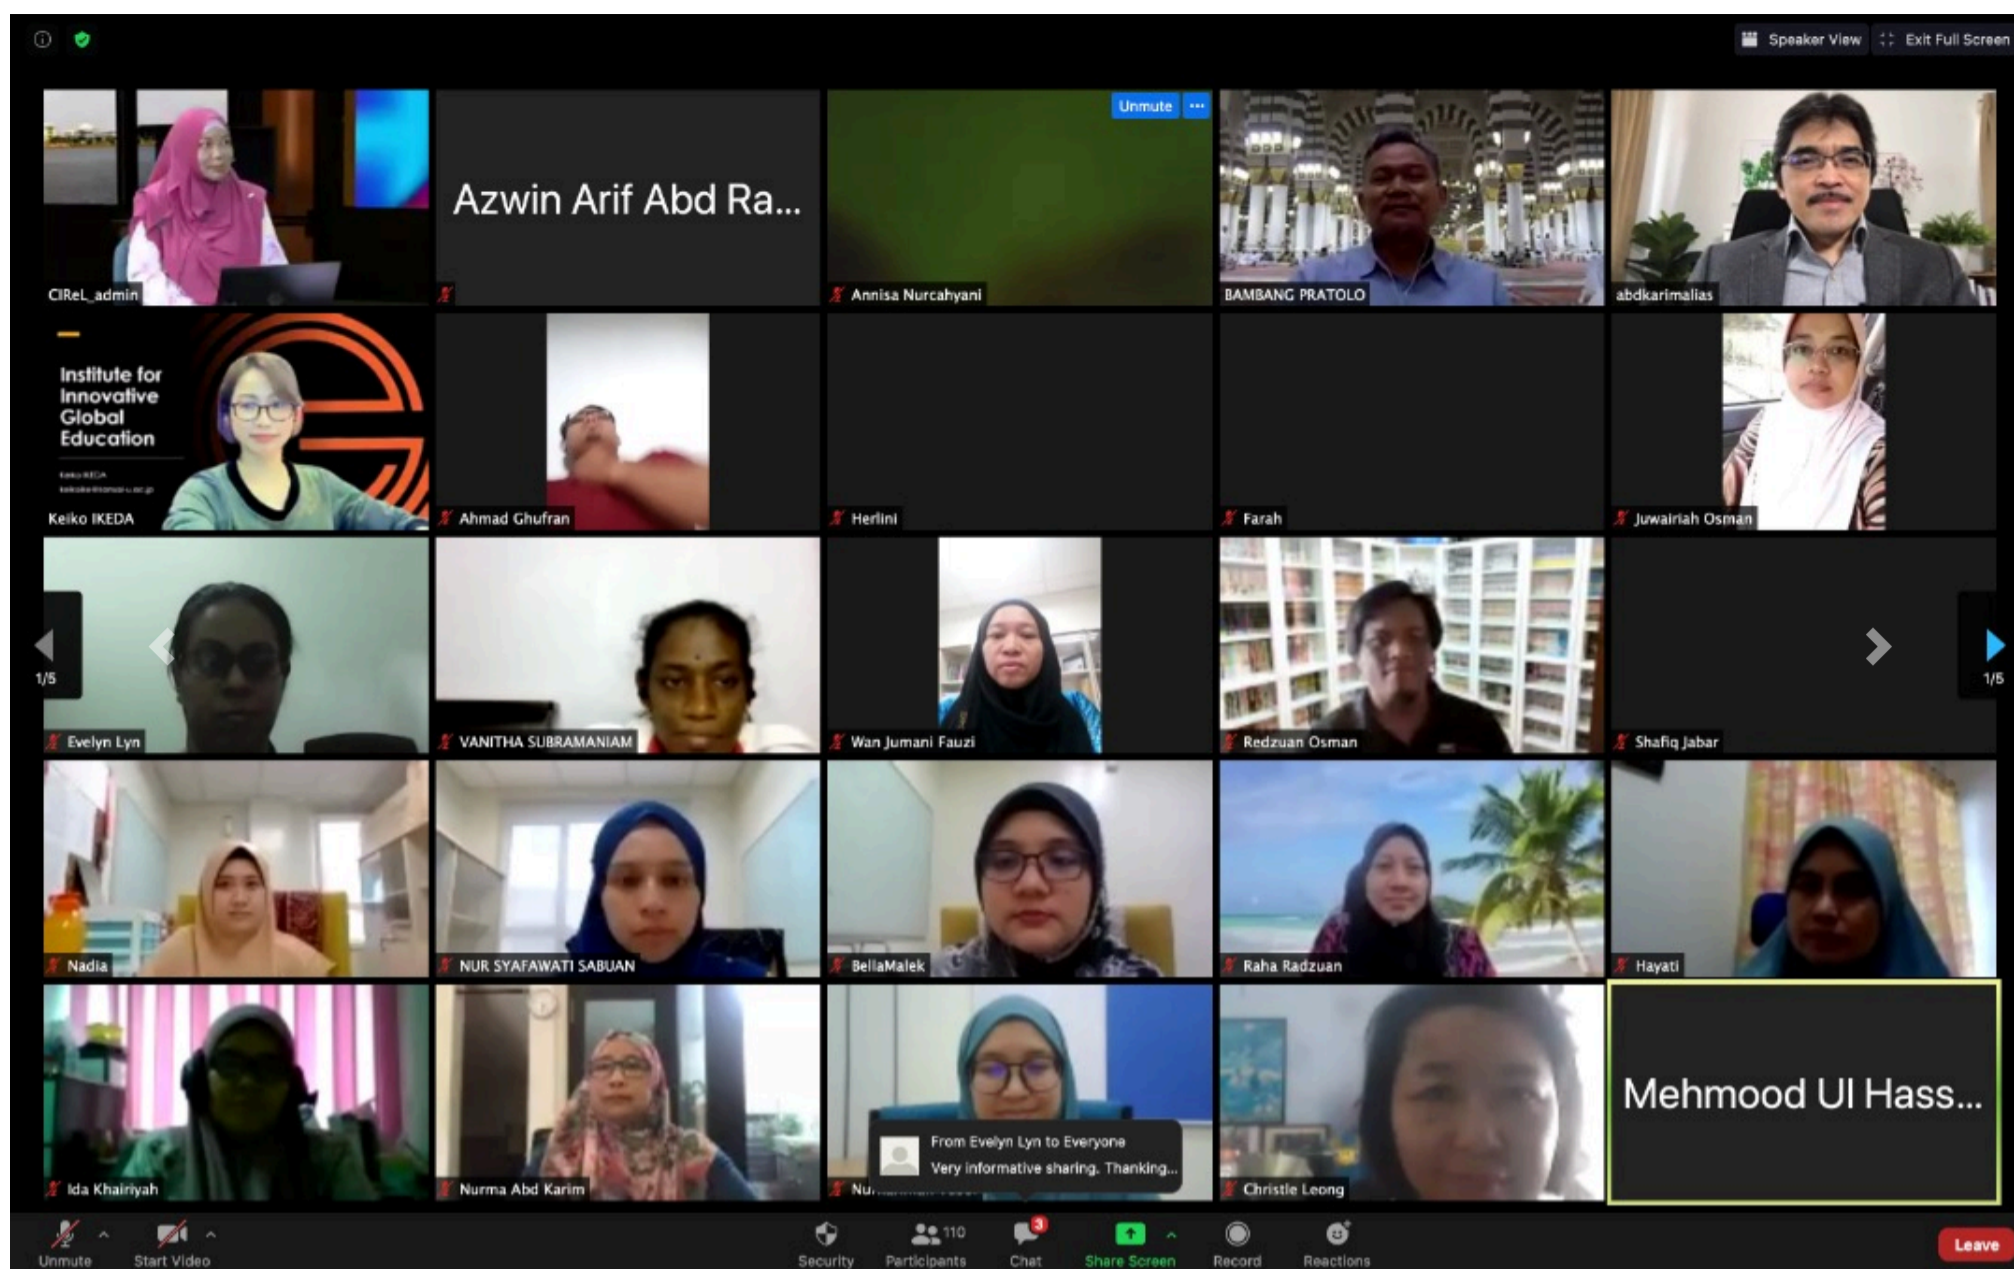 Speaker View
Exit Full Screen
CIReL_admin
Azwin Arif Abd Ra...
Unmute
Annisa Nurcahyani
BAMBANG PRATOLO
abdkarimalias
Institute for
Innovative
Global
Education
Keiko IKEDA
Keiko IKEDA
Ahmad Ghufran
Herlini
Farah
Juwairiah Osman
1/5
Evelyn Lyn
VANITHA SUBRAMANIAM
Wan Jumani Fauzi
Redzuan Osman
Shafiq Jabar
1/5
Nadia
NUR SYAFAWATI SABUAN
BellaMalek
Raha Radzuan
Hayati
Ida Khairiyah
Nurma Abd Karim
From Evelyn Lyn to Everyone
Very informative sharing. Thanking...
Christie Leong
Mehmood Ul Hass...
Unmute
Start Video
Security
110
Participants
3
Chat
Share Screen
Record
Reactions
Leave